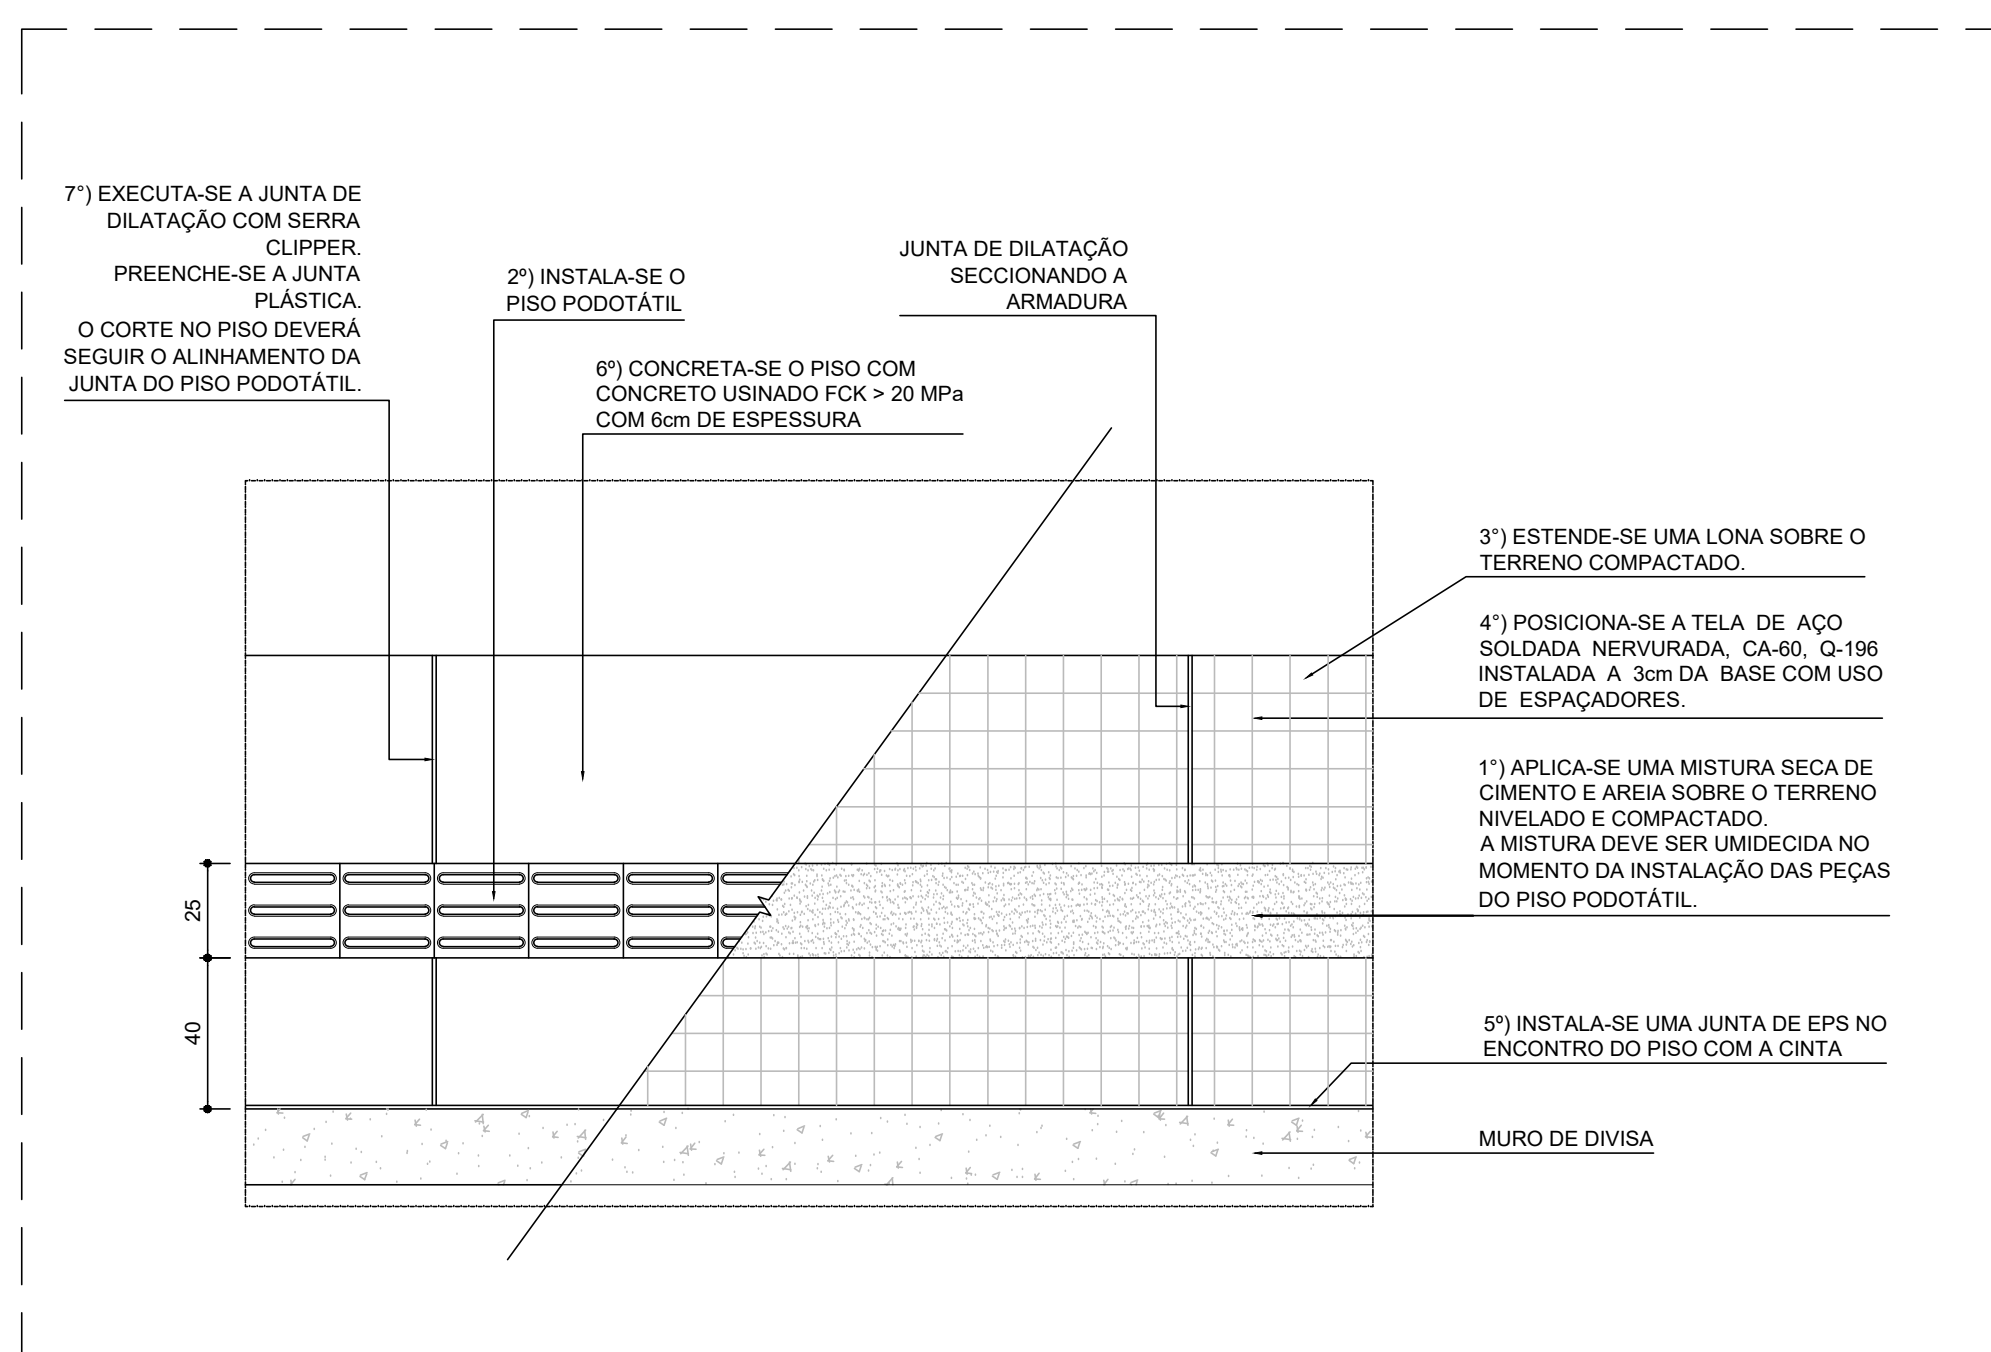 7°) EXECUTA-SE A JUNTA DE
DILATAÇÃO COM SERRA
CLIPPER.
PREENCHE-SE A JUNTA
PLÁSTICA.
O CORTE NO PISO DEVERÁ
SEGUIR O ALINHAMENTO DA
JUNTA DO PISO PODOTÁTIL.
2º) INSTALA-SE O
PISO PODOTÁTIL
JUNTA DE DILATAÇÃO
SECCIONANDO A
ARMADURA
6º) CONCRETA-SE O PISO COM
CONCRETO USINADO FCK > 20 MPa
COM 6cm DE ESPESSURA
3°) ESTENDE-SE UMA LONA SOBRE O
TERRENO COMPACTADO.
4°) POSICIONA-SE A TELA DE AÇO
SOLDADA NERVURADA, CA-60, Q-196
INSTALADA A 3cm DA BASE COM USO
DE ESPAÇADORES.
1°) APLICA-SE UMA MISTURA SECA DE
CIMENTO E AREIA SOBRE O TERRENO
NIVELADO E COMPACTADO.
A MISTURA DEVE SER UMIDECIDA NO
MOMENTO DA INSTALAÇÃO DAS PEÇAS
DO PISO PODOTÁTIL.
25
40
5º) INSTALA-SE UMA JUNTA DE EPS NO
ENCONTRO DO PISO COM A CINTA
MURO DE DIVISA